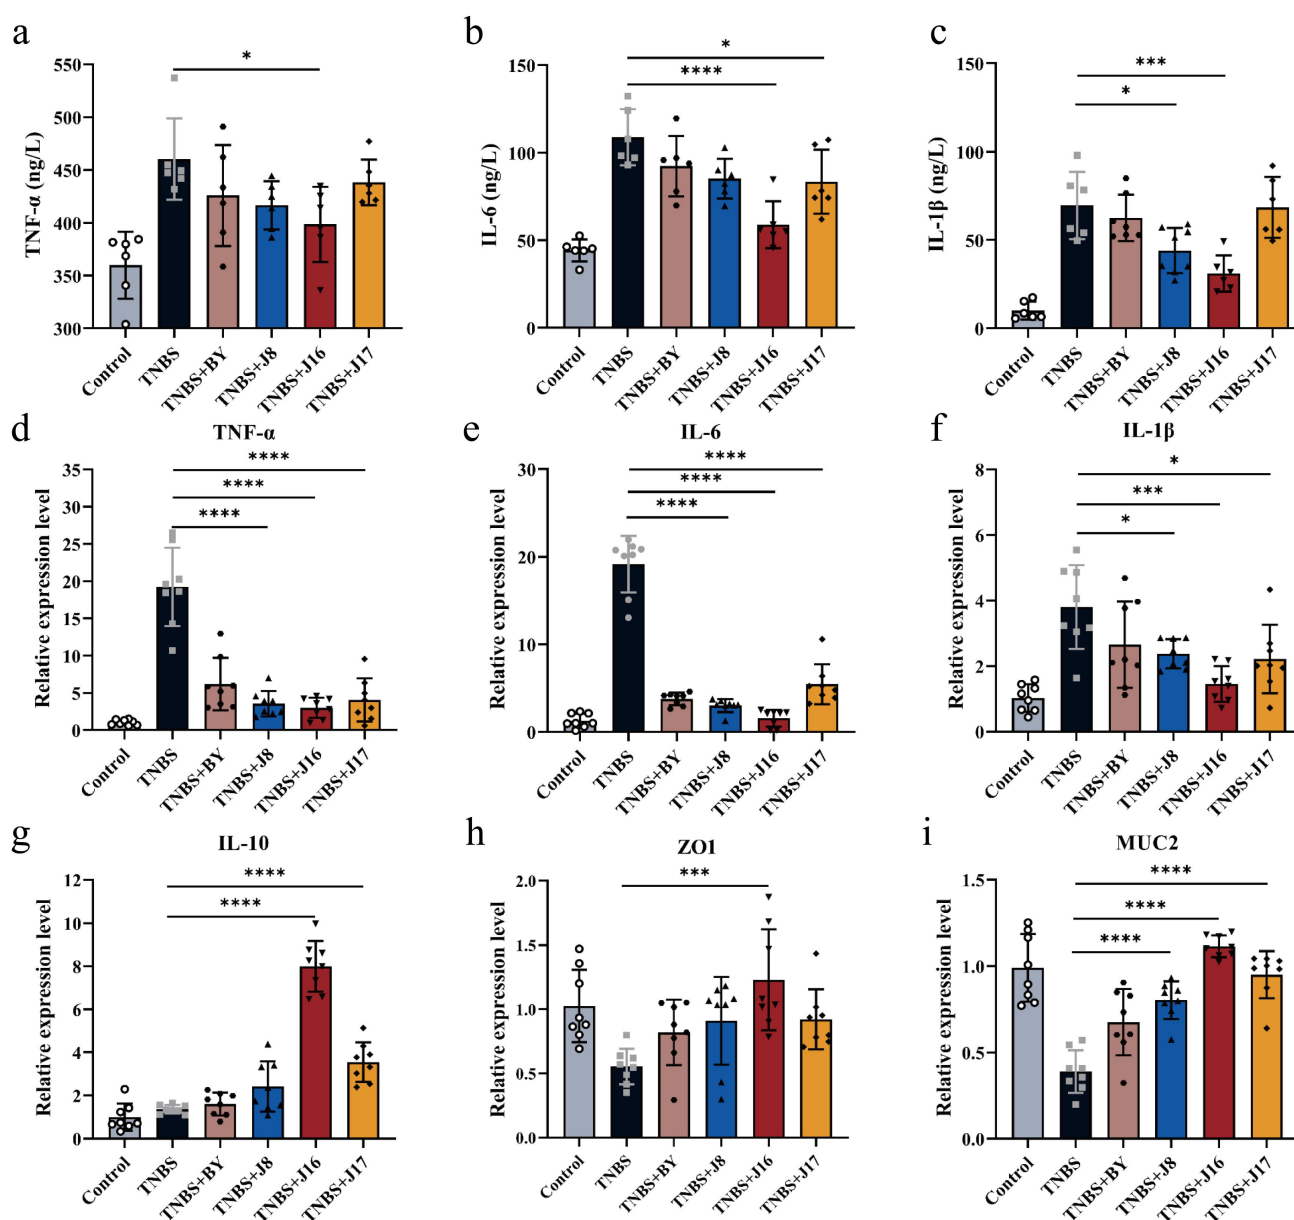 a
*
TNF-α (ng/L)
550
500
450
400
350
300
Control
TNBS
TNBS+BY
TNBS+J8
TNBS+J16
TNBS+J17
b
*
****
IL-6 (ng/L)
150
100
50
0
Control
TNBS
TNBS+BY
TNBS+J8
TNBS+J16
TNBS+J17
c
***
*
IL-1β (ng/L)
150
100
50
0
Control
TNBS
TNBS+BY
TNBS+J8
TNBS+J16
TNBS+J17
d
TNF-α
****
****
****
Relative expression level
35
30
25
20
15
10
5
0
Control
TNBS
TNBS+BY
TNBS+J8
TNBS+J16
TNBS+J17
e
IL-6
****
****
****
Relative expression level
30
20
10
0
Control
TNBS
TNBS+BY
TNBS+J8
TNBS+J16
TNBS+J17
f
IL-1β
*
***
*
Relative expression level
8
6
4
2
0
Control
TNBS
TNBS+BY
TNBS+J8
TNBS+J16
TNBS+J17
g
IL-10
****
****
Relative expression level
12
10
8
6
4
2
0
Control
TNBS
TNBS+BY
TNBS+J8
TNBS+J16
TNBS+J17
h
ZO1
***
Relative expression level
2.0
1.5
1.0
0.5
0.0
Control
TNBS
TNBS+BY
TNBS+J8
TNBS+J16
TNBS+J17
i
MUC2
****
****
****
Relative expression level
1.5
1.0
0.5
0.0
Control
TNBS
TNBS+BY
TNBS+J8
TNBS+J16
TNBS+J17